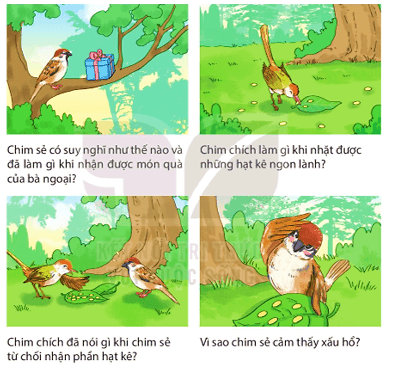 Chim sẻ có suy nghĩ như thế nào và
đã làm gì khi nhận được món quà
của bà ngoại?
Chim chích làm gì khi nhặt được
những hạt kê ngon lành?
Chim chích đã nói gì khi chim sẻ
từ chối nhận phần hạt kê?
Vì sao chim sẻ cảm thấy xấu hổ?